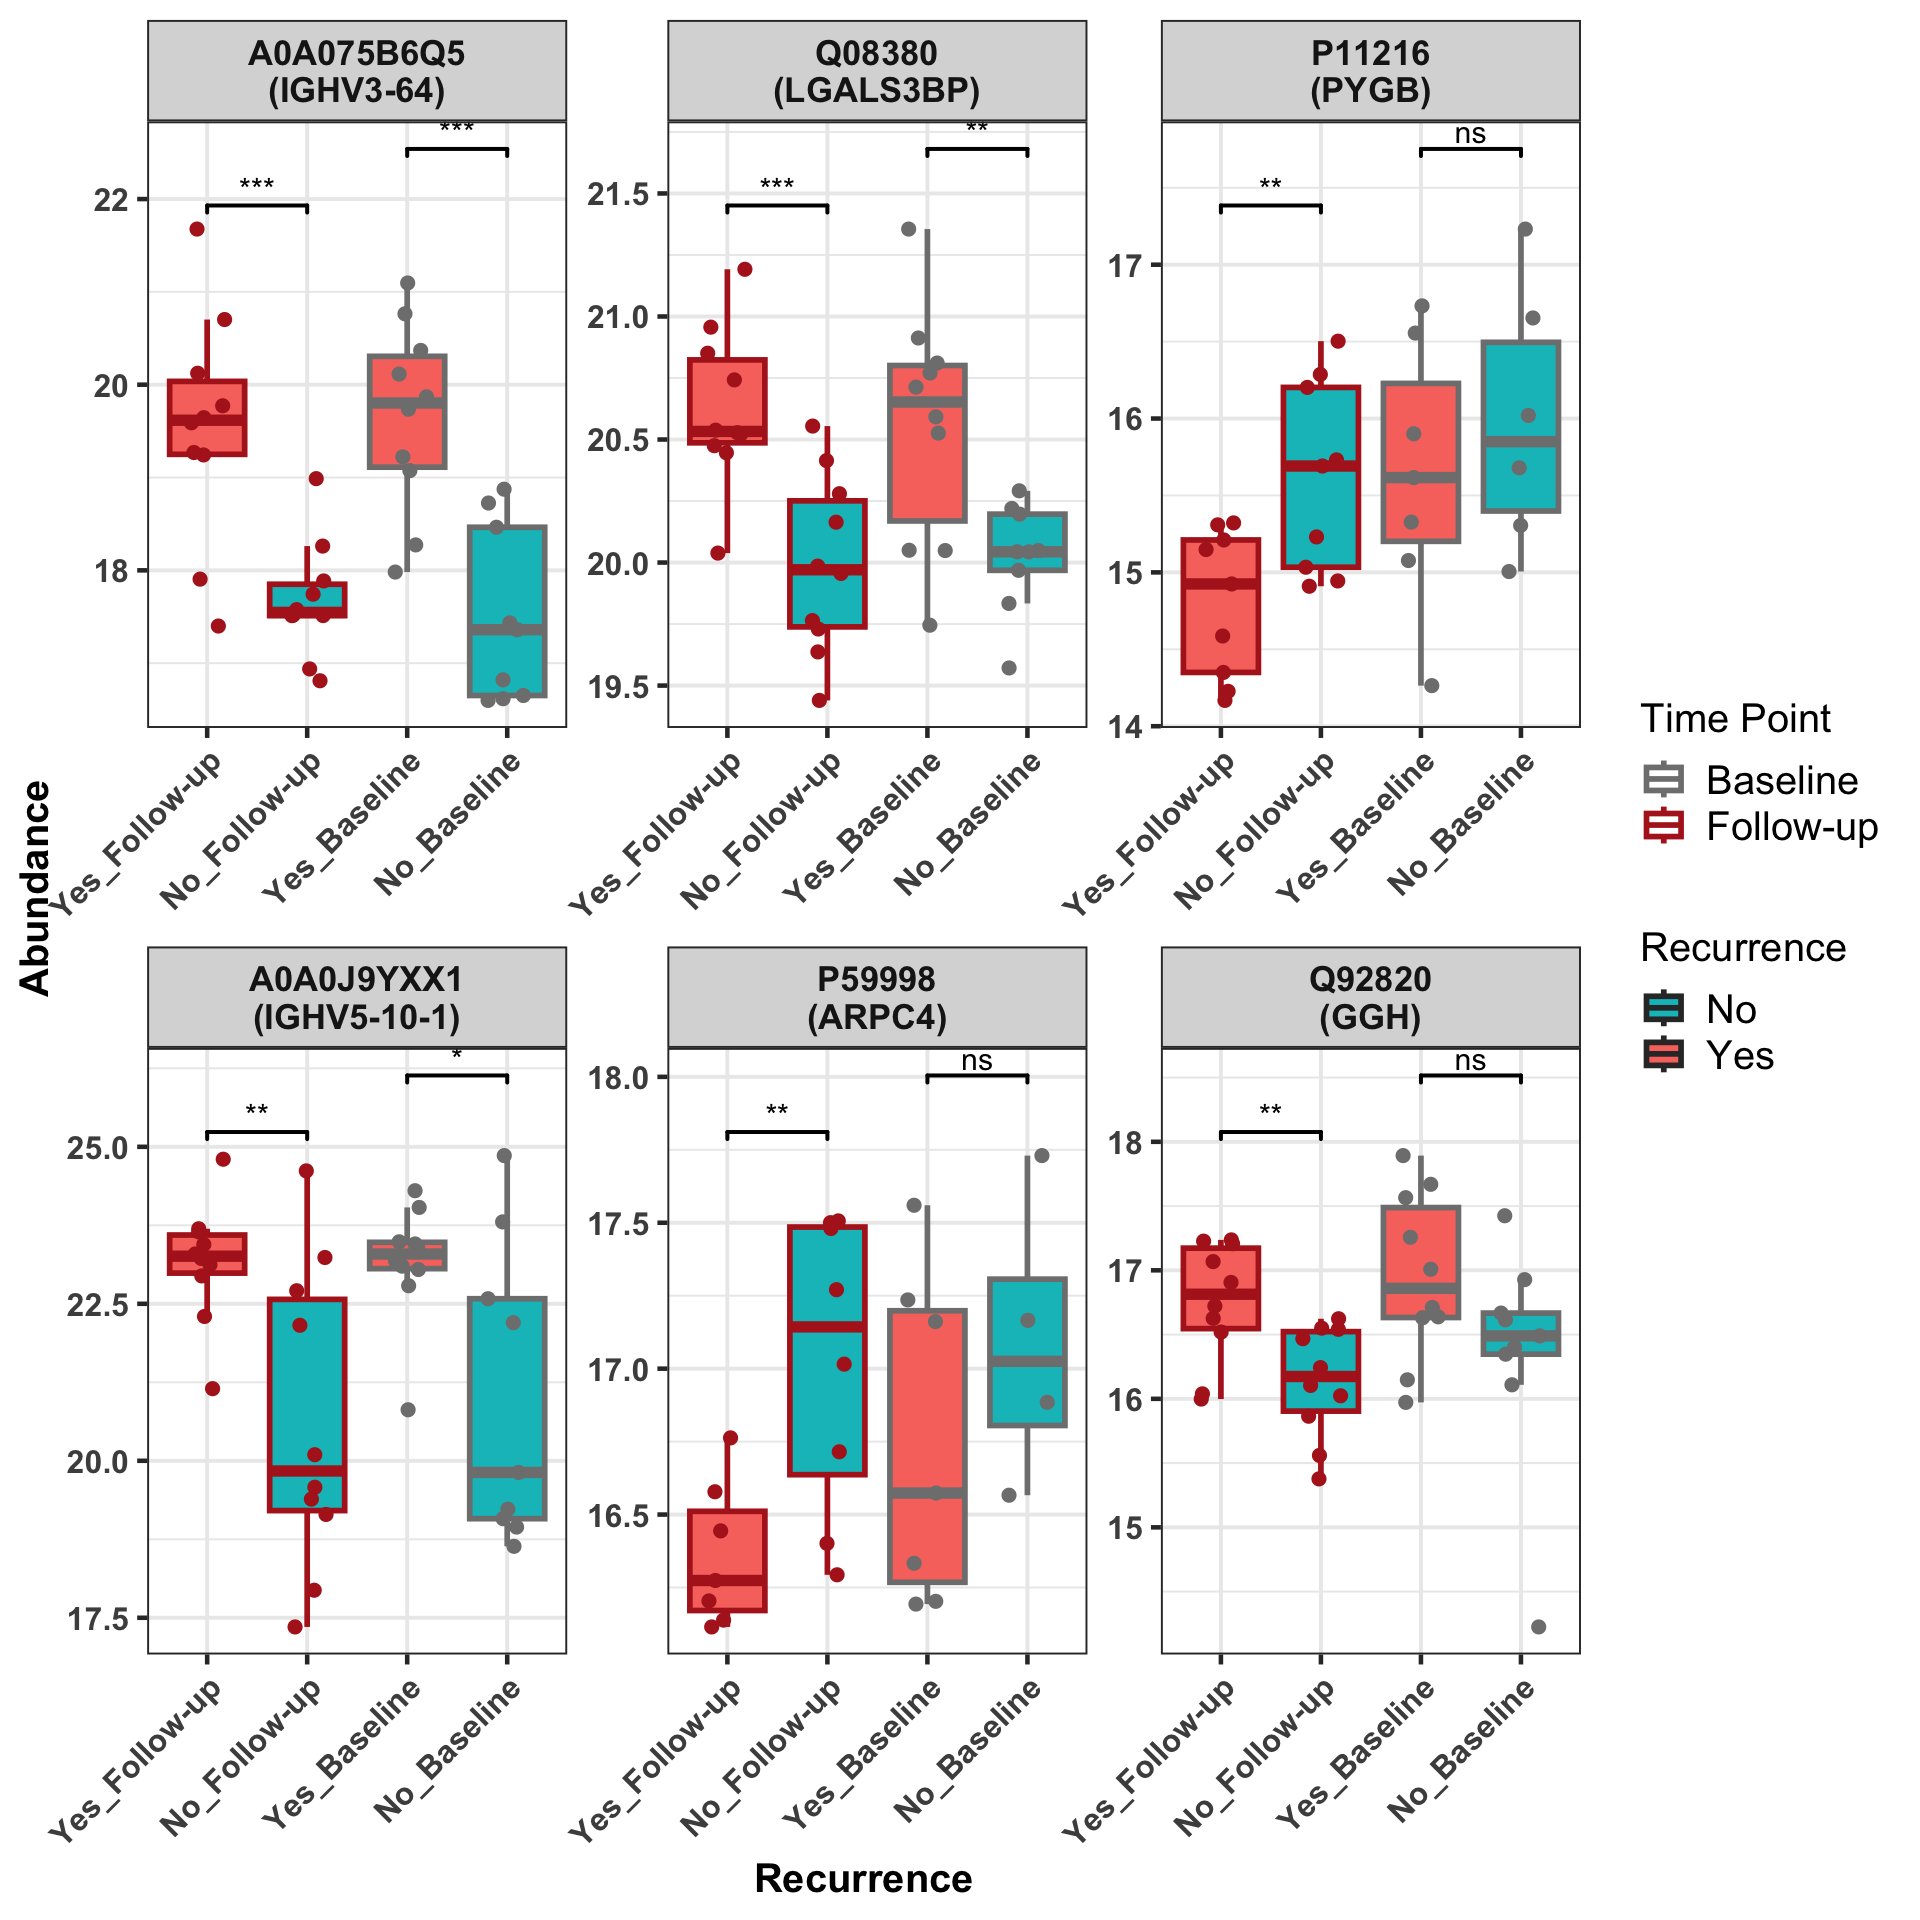 A0A075B6Q5
(IGHV3-64)
***
***
22
20
18
Yes_Follow-up
No_Follow-up
Yes_Baseline
No_Baseline
Q08380
(LGALS3BP)
**
***
21.5
21.0
20.5
20.0
19.5
Yes_Follow-up
No_Follow-up
Yes_Baseline
No_Baseline
P11216
(PYGB)
ns
**
17
16
15
14
Yes_Follow-up
No_Follow-up
Yes_Baseline
No_Baseline
Abundance
A0A0J9YXX1
(IGHV5-10-1)
*
**
25.0
22.5
20.0
17.5
Yes_Follow-up
No_Follow-up
Yes_Baseline
No_Baseline
P59998
(ARPC4)
ns
**
18.0
17.5
17.0
16.5
Yes_Follow-up
No_Follow-up
Yes_Baseline
No_Baseline
Q92820
(GGH)
ns
**
18
17
16
15
Yes_Follow-up
No_Follow-up
Yes_Baseline
No_Baseline
Recurrence
Time Point
Baseline
Follow-up
Recurrence
No
Yes